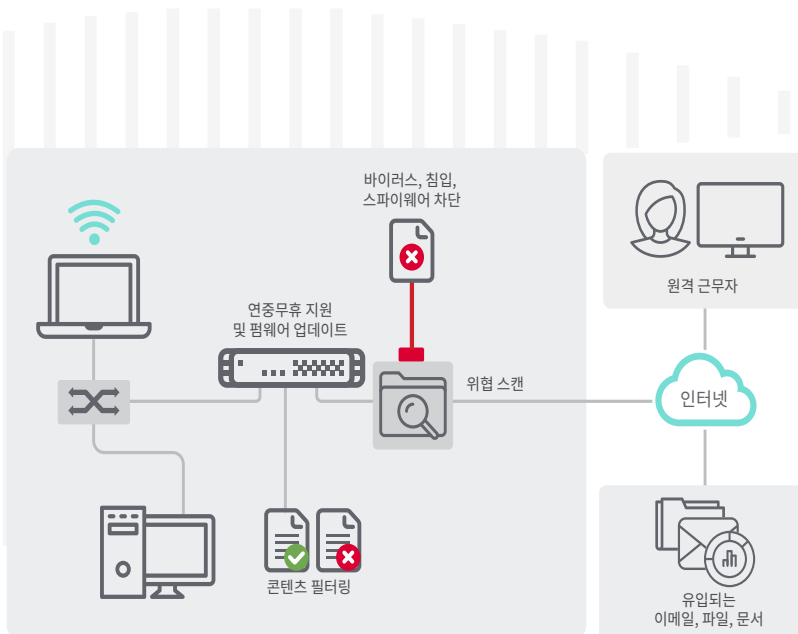 바이러스, 침입,
스파이웨어 차단
연중무휴 지원
및 펌웨어 업데이트
위협 스캔
콘텐츠 필터링
원격 근무자
인터넷
유입되는
이메일, 파일, 문서